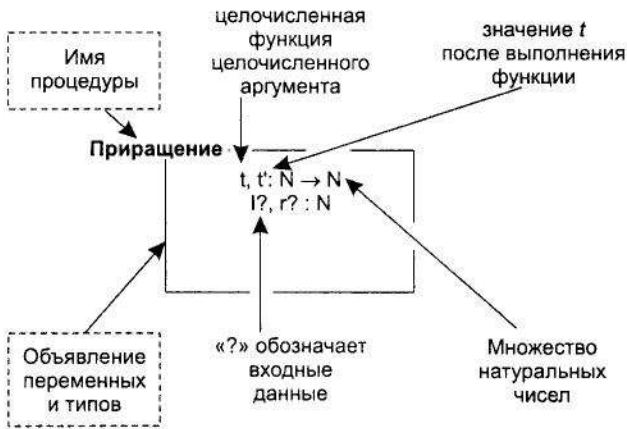 целочисленная
функция
целочисленного
аргумента
значение t
после выполнения
функции
Имя
процедуры
Приращение
t, t': N → N
I?, r? : N
Объявление
переменных
и типов
«?» обозначает
входные
данные
Множество
натуральных
чисел